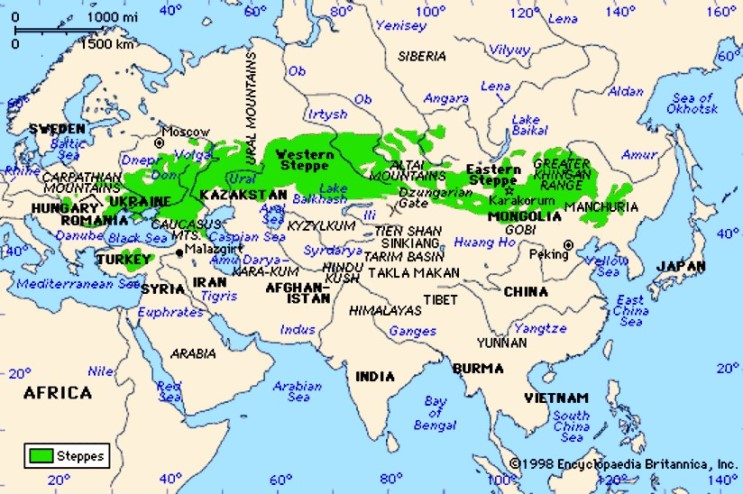 0 1000 mi
0 1500 km
40°
60°
80°
100°
120°
140°
160°
Yenisey
Lena
SIBERIA
Vilyuy
60°
60°
URAL MOUNTAINS
Ob
Ob
Lena
Angara
Aldan
Sea of
Okhotsk
Irtysh
SWEDEN
Moscow
Baltic
Sea
Lake
Baikal
Amur
Dnepr
Volga
Don
Ural
Western
Steppe
Rhine
CARPATHIAN
MOUNTAINS
ALTAI
MOUNTAINS
Eastern
Steppe
GREATER
KHINGAN
RANGE
UKRAINE
KAZAKSTAN
Lake
Balkhash
Dzungarian
Gate
Karakorum
HUNGARY
ROMANIA
Aral
Sea
Ili
MONGOLIA
MANCHURIA
CAUCASUS
MTS.
KYZYLKUM
TIEN SHAN
GOBI
Danube
Black Sea
Caspian Sea
SINKIANG
Huang Ho
40°
40°
Malazgirt
Syrdarya
TARIM BASIN
Peking
TURKEY
Amu Darya
KARA-KUM
HINDU
KUSH
TAKLA MAKAN
Yellow
Sea
JAPAN
Mediterranean Sea
SYRIA
IRAN
Tigris
AFGHAN-
ISTAN
TIBET
CHINA
East
China
Sea
Euphrates
HIMALAYAS
Indus
Ganges
Yangtze
YUNNAN
ARABIA
Nile
20°
20°
AFRICA
Red
Sea
Arabian
Sea
INDIA
BURMA
Bay
of
Bengal
VIETNAM
South
China
Sea
Steppes
©1998 Encyclopaedia Britannica, Inc.
20°
40°
60°
80°
100°
120°
140°